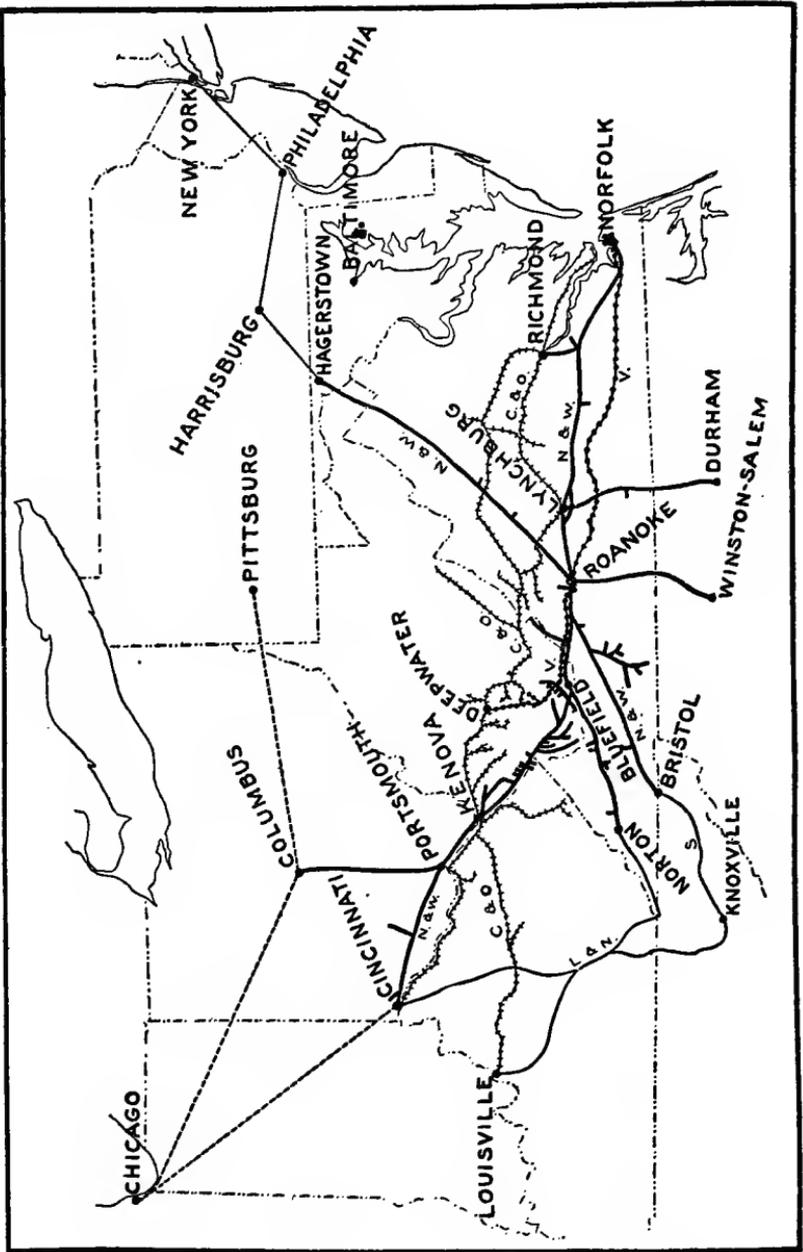 CHICAGO
NEW YORK
PHILADELPHIA
BALTIMORE
HAGERSTOWN
HARRISBURG
PITTSBURG
COLUMBUS
CINCINNATI
PORTSMOUTH
KENOVA
DEEPWATER
LOUISVILLE
LYNCHBURG
RICHMOND
NORFOLK
ROANOKE
DURHAM
WINSTON-SALEM
BLUEFIELD
BRISTOL
NORTON
KNOXVILLE
N. & W.
C. & O.
N. & W.
V.
C. & O.
V.
N. & W.
N. & W.
C. & O.
L. & N.
S.